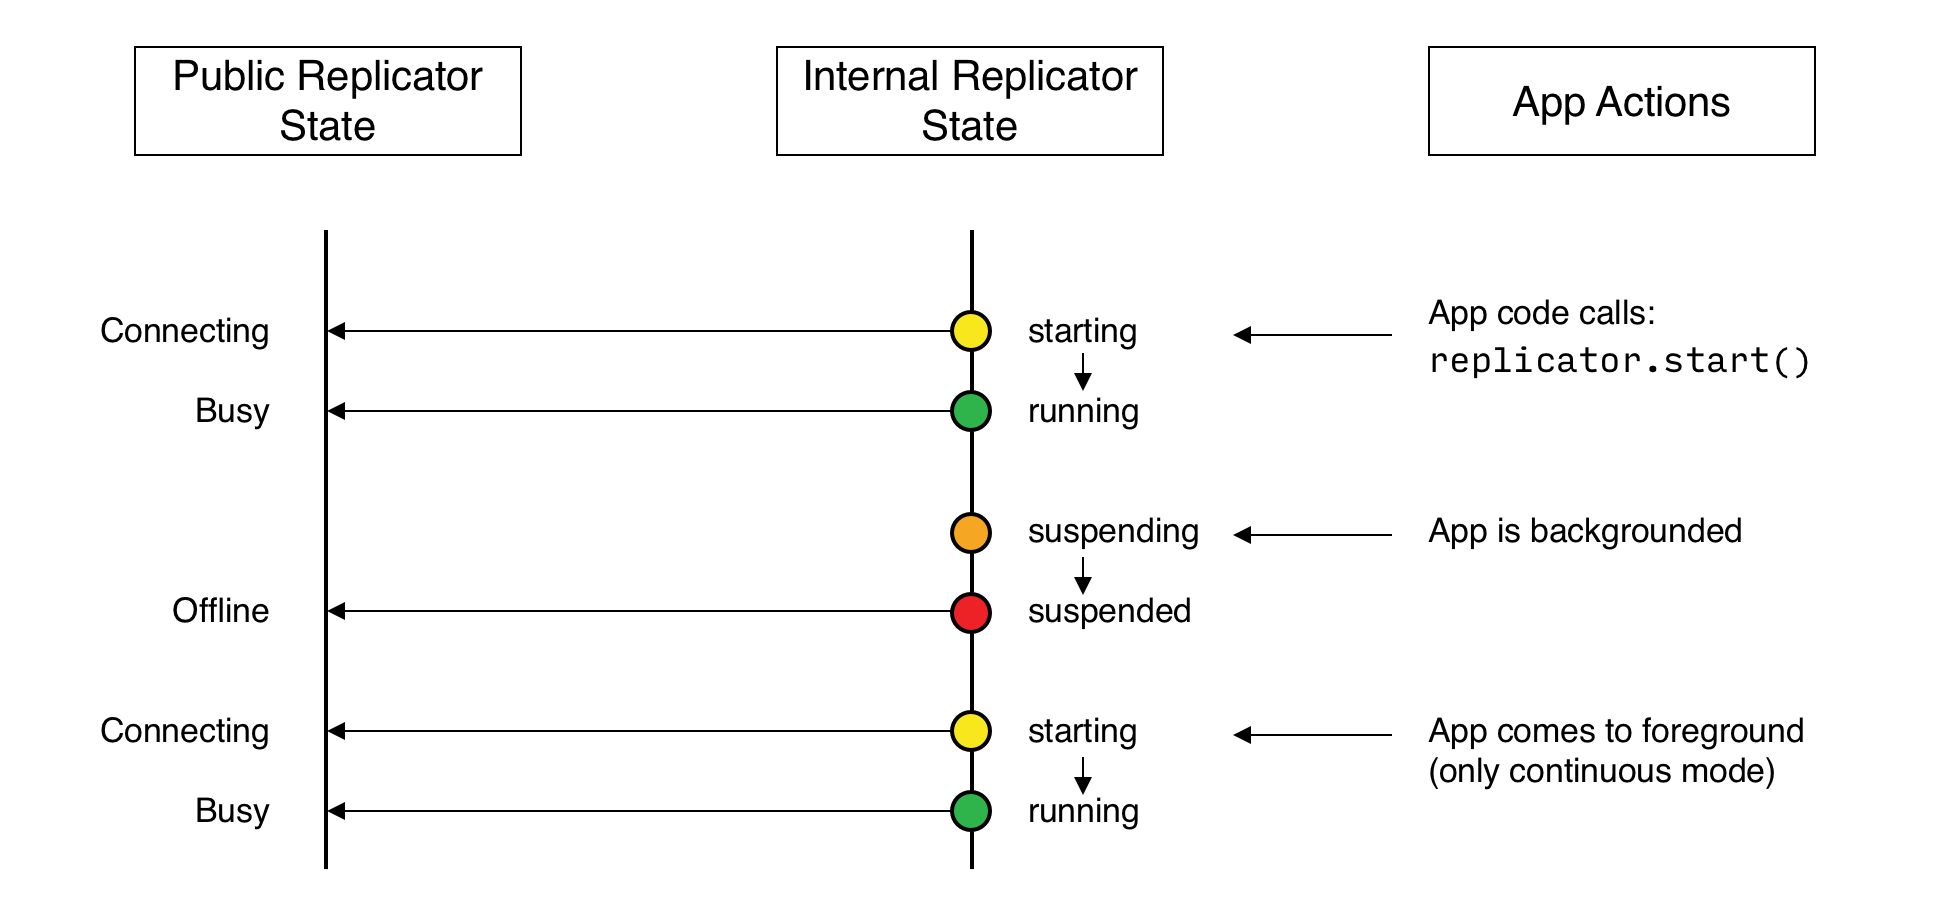 Public Replicator
State
Internal Replicator
State
App Actions
Connecting
starting
App code calls:
replicator.start()
Busy
running
suspending
App is backgrounded
Offline
suspended
Connecting
starting
App comes to foreground
(only continuous mode)
Busy
running